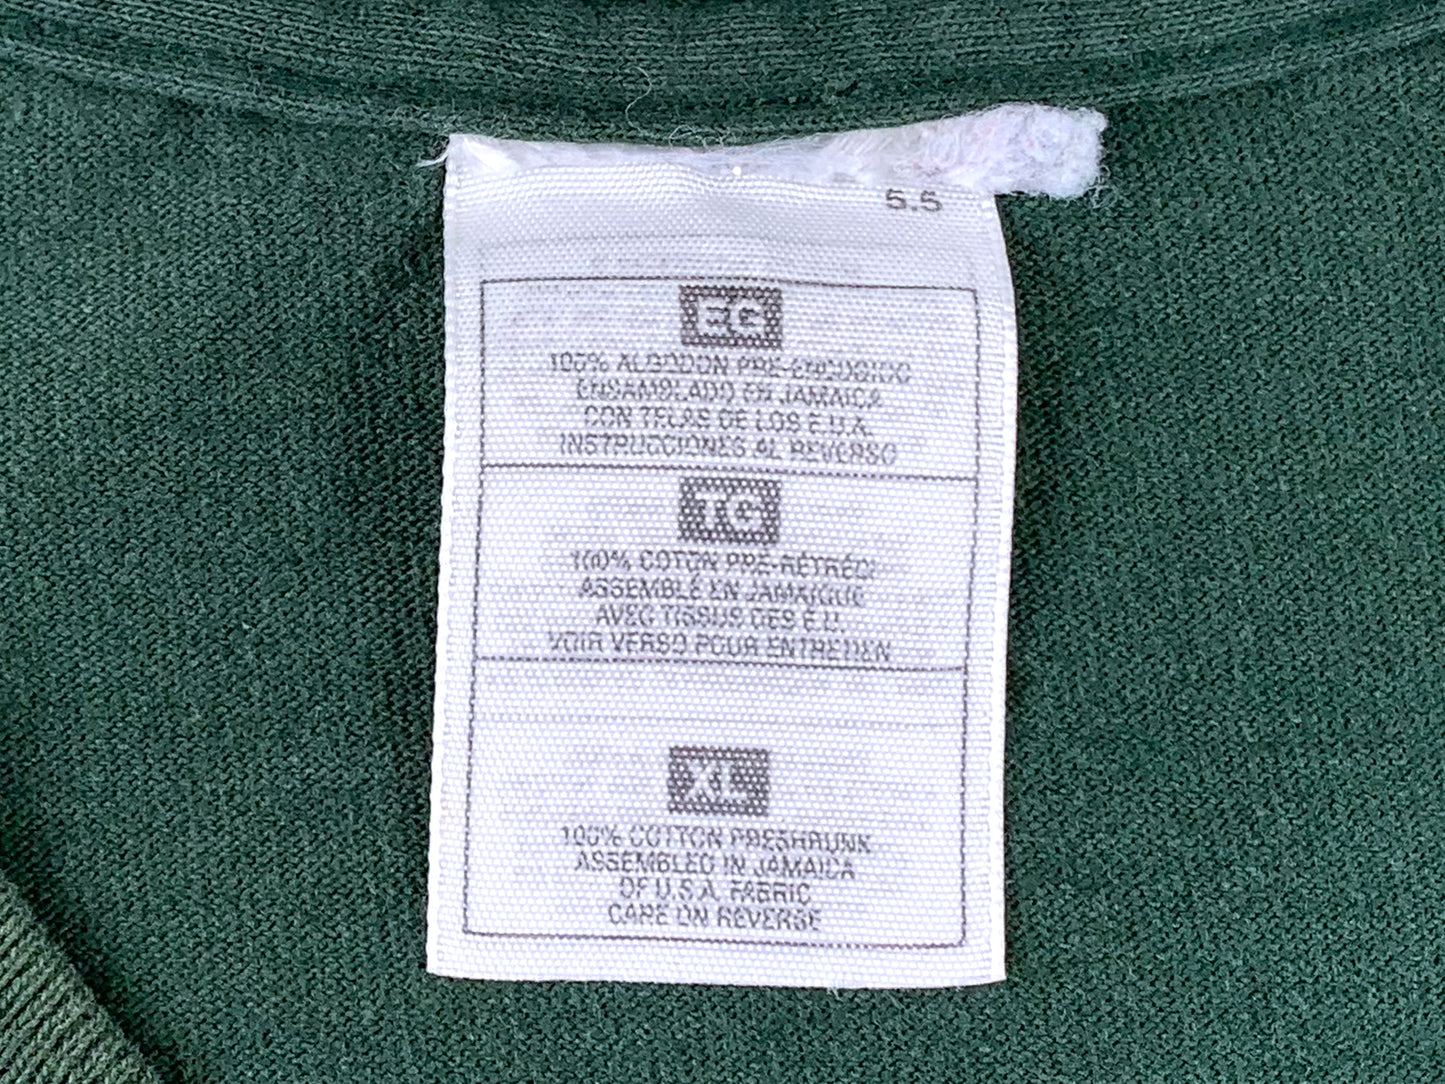 5.5
EG
100% ALGODON PRE-ENCOGIDO
ENSAMBLADO EN JAMAICA
CON TELAS DE LOS E.U.A.
INSTRUCCIONES AL REVERSO
TG
100% COTON PRÉ-RÉTRÉCI
ASSEMBLÉ EN JAMAIQUE
AVEC TISSUS DES E.U.
VOIR VERSO POUR ENTRETIEN
XL
100% COTTON PRESHRUNK
ASSEMBLED IN JAMAICA
OF U.S.A. FABRIC
CARE ON REVERSE